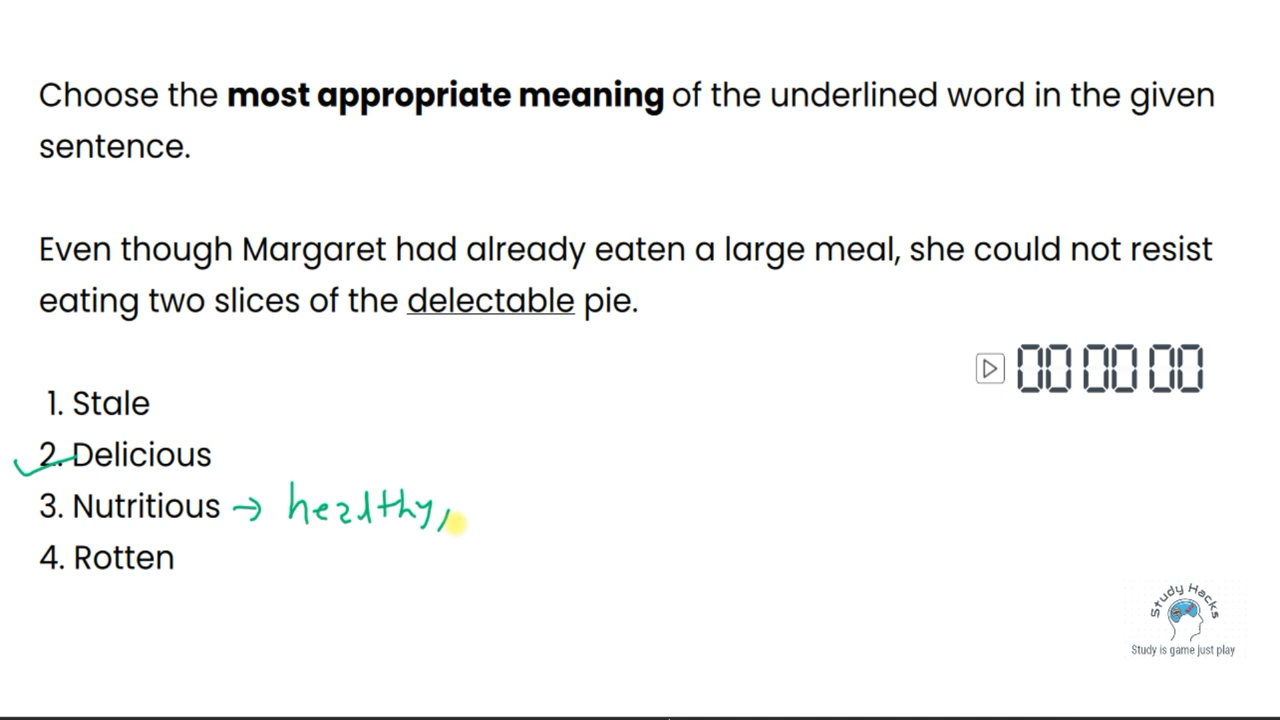 Choose the most appropriate meaning of the underlined word in the given
sentence.
Even though Margaret had already eaten a large meal, she could not resist
eating two slices of the delectable pie.
00 00 00
1. Stale
2. Delicious
3. Nutritious → healthy,
4. Rotten
Study Hacks
Study is game just play